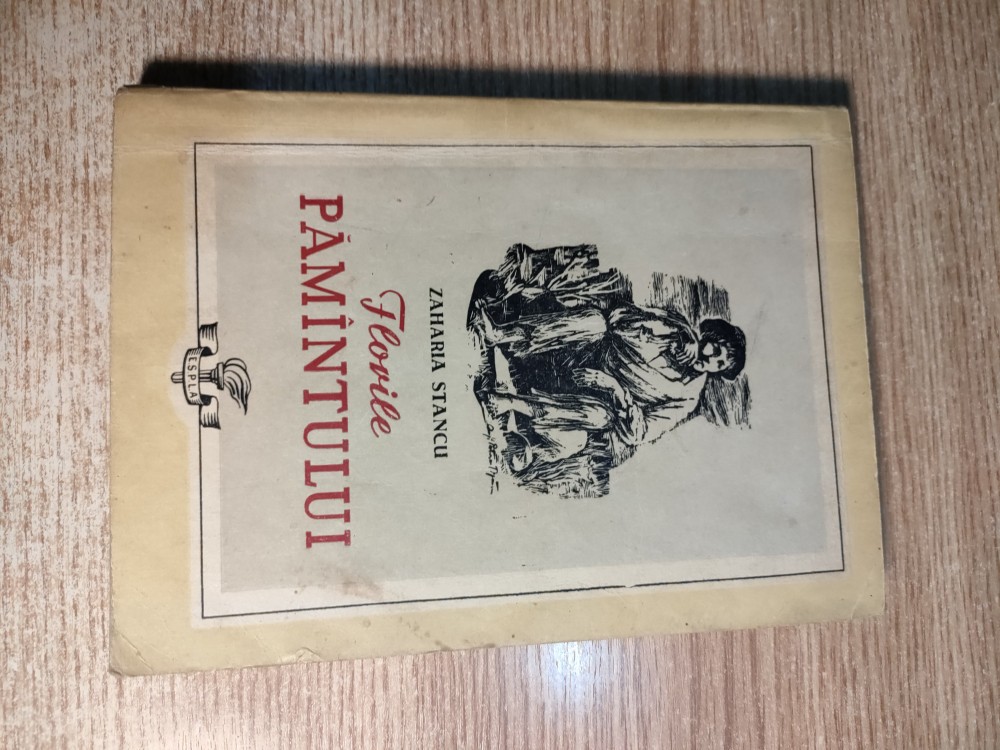 ZAHARIA STANCU
Florile
PĂMÎNTULUI
ESPLA